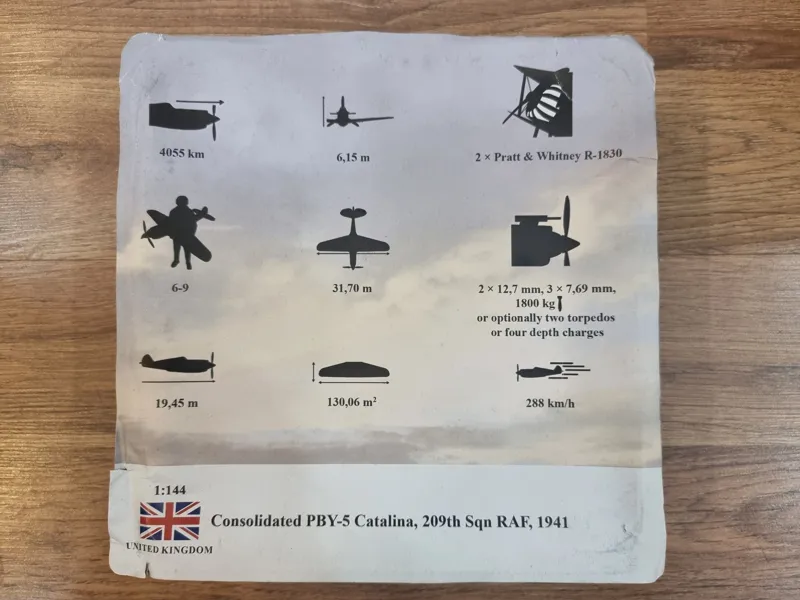 4055 km
6,15 m
2 × Pratt & Whitney R-1830
6-9
31,70 m
2 × 12,7 mm, 3 × 7,69 mm,
1800 kg
or optionally two torpedos
or four depth charges
19,45 m
130,06 m²
288 km/h
1:144
Consolidated PBY-5 Catalina, 209th Sqn RAF, 1941
UNITED KINGDOM